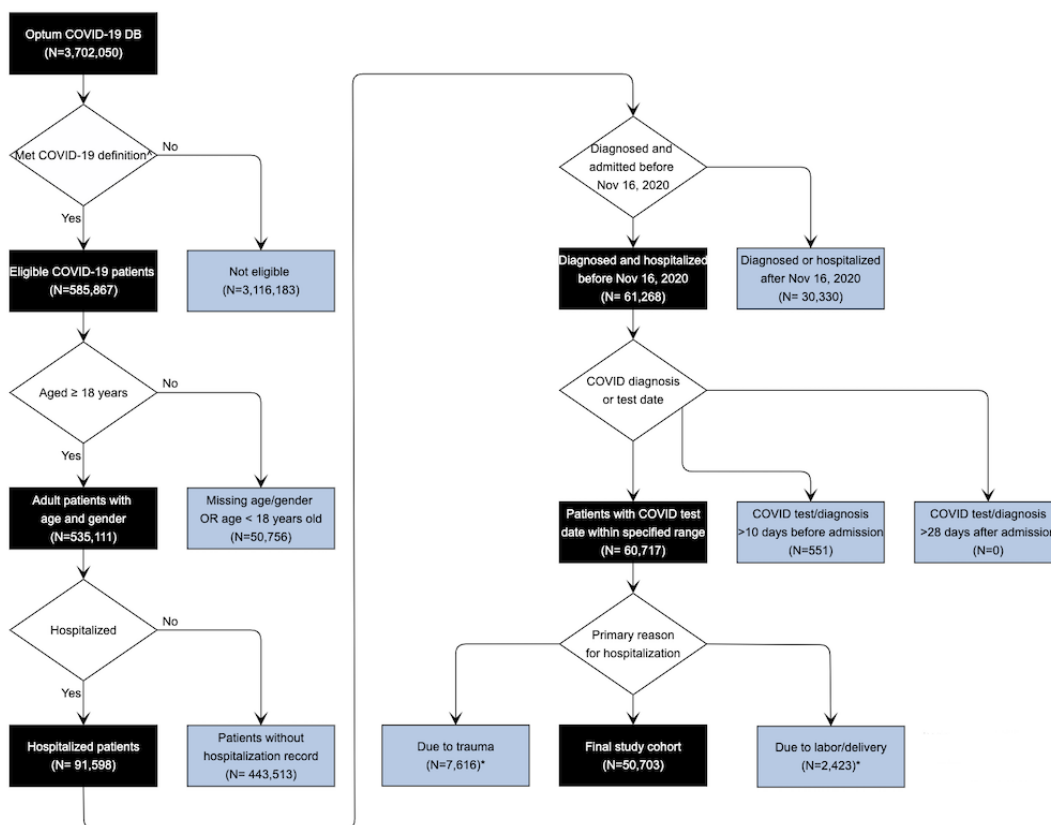 Optum COVID-19 DB
(N=3,702,050)
Met COVID-19 definition^
No
Yes
Eligible COVID-19 patients
(N=585,867)
Not eligible
(N=3,116,183)
Aged ≥ 18 years
No
Yes
Adult patients with
age and gender
(N=535,111)
Missing age/gender
OR age < 18 years old
(N=50,756)
Hospitalized
No
Yes
Hospitalized patients
(N= 91,598)
Patients without
hospitalization record
(N= 443,513)
Diagnosed and
admitted before
Nov 16, 2020
Diagnosed and hospitalized
before Nov 16, 2020
(N= 61,268)
Diagnosed or hospitalized
after Nov 16, 2020
(N= 30,330)
COVID diagnosis
or test date
Patients with COVID test
date within specified range
(N= 60,717)
COVID test/diagnosis
>10 days before admission
(N=551)
COVID test/diagnosis
>28 days after admission
(N=0)
Primary reason
for hospitalization
Due to trauma
(N=7,616)*
Final study cohort
(N=50,703)
Due to labor/delivery
(N=2,423)*